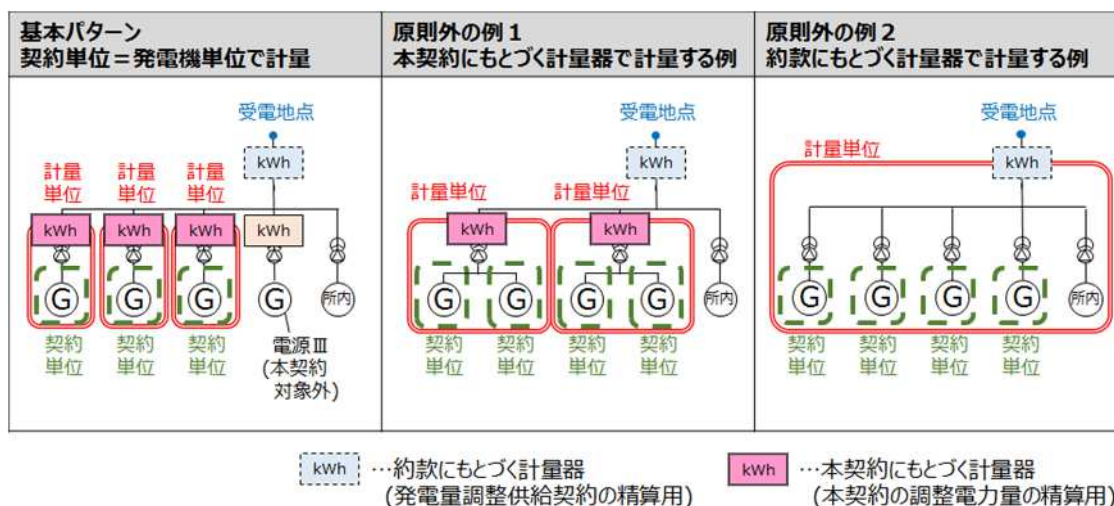 基本パターン
契約単位＝発電機単位で計量
原則外の例１
本契約にもとづく計量器で計量する例
原則外の例２
約款にもとづく計量器で計量する例
受電地点
kWh
計量
単位
計量
単位
計量
単位
kWh
kWh
kWh
kWh
G
G
G
G
所内
契約
単位
契約
単位
契約
単位
電源Ⅲ
(本契約
対象外)
受電地点
kWh
計量単位
計量単位
kWh
kWh
G
G
G
G
所内
契約
単位
契約
単位
契約
単位
契約
単位
受電地点
計量単位
kWh
G
G
G
G
所内
契約
単位
契約
単位
契約
単位
契約
単位
kWh …約款にもとづく計量器
(発電量調整供給契約の精算用)
kWh …本契約にもとづく計量器
(本契約の調整電力量の精算用)